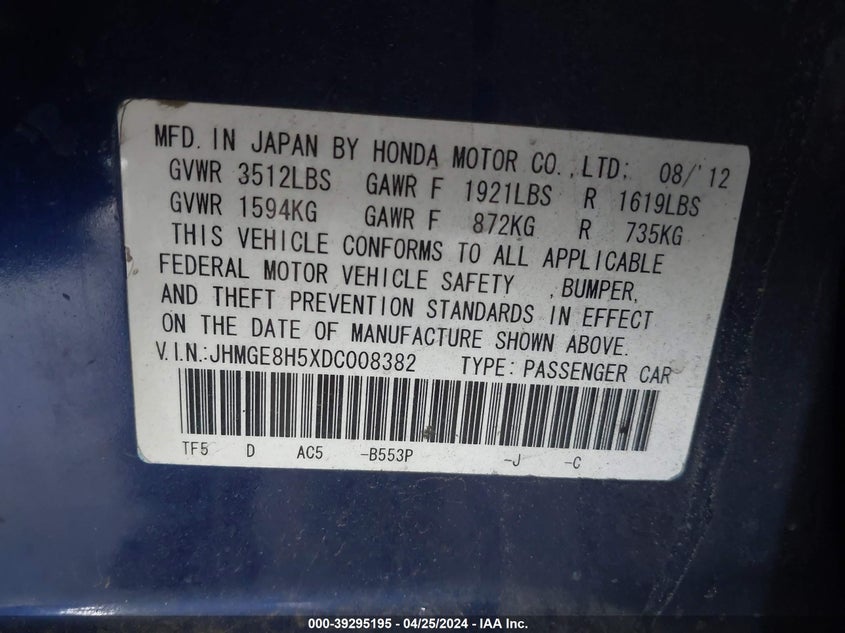 MFD. IN JAPAN BY HONDA MOTOR CO., LTD; 08/'12
GVWR 3512LBS GAWR F 1921LBS R 1619LBS
GVWR 1594KG GAWR F 872KG R 735KG
THIS VEHICLE CONFORMS TO ALL APPLICABLE
FEDERAL MOTOR VEHICLE SAFETY , BUMPER,
AND THEFT PREVENTION STANDARDS IN EFFECT
ON THE DATE OF MANUFACTURE SHOWN ABOVE.
V.I.N.:JHMGE8H5XDC008382 TYPE: PASSENGER CAR
TF5 D AC5 -B553P -J -C
000-39295195 - 04/25/2024 - IAA Inc.